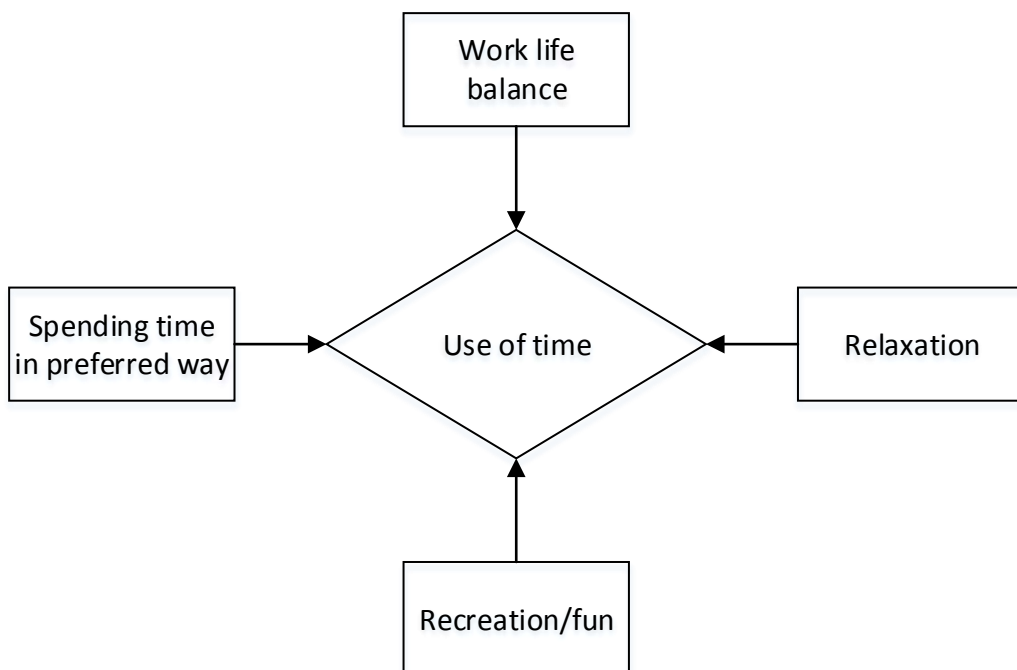 Work life
balance
Spending time
in preferred way
Use of time
Relaxation
Recreation/fun